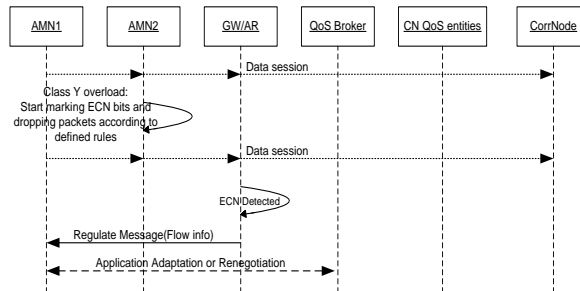 AMN1
AMN2
GW/AR
QoS Broker
CN QoS entities
CorrNode
Data session
Class Y overload:
Start marking ECN bits and
dropping packets according to
defined rules
Data session
ECN Detected
Regulate Message(Flow info)
Application Adaptation or Renegotiation